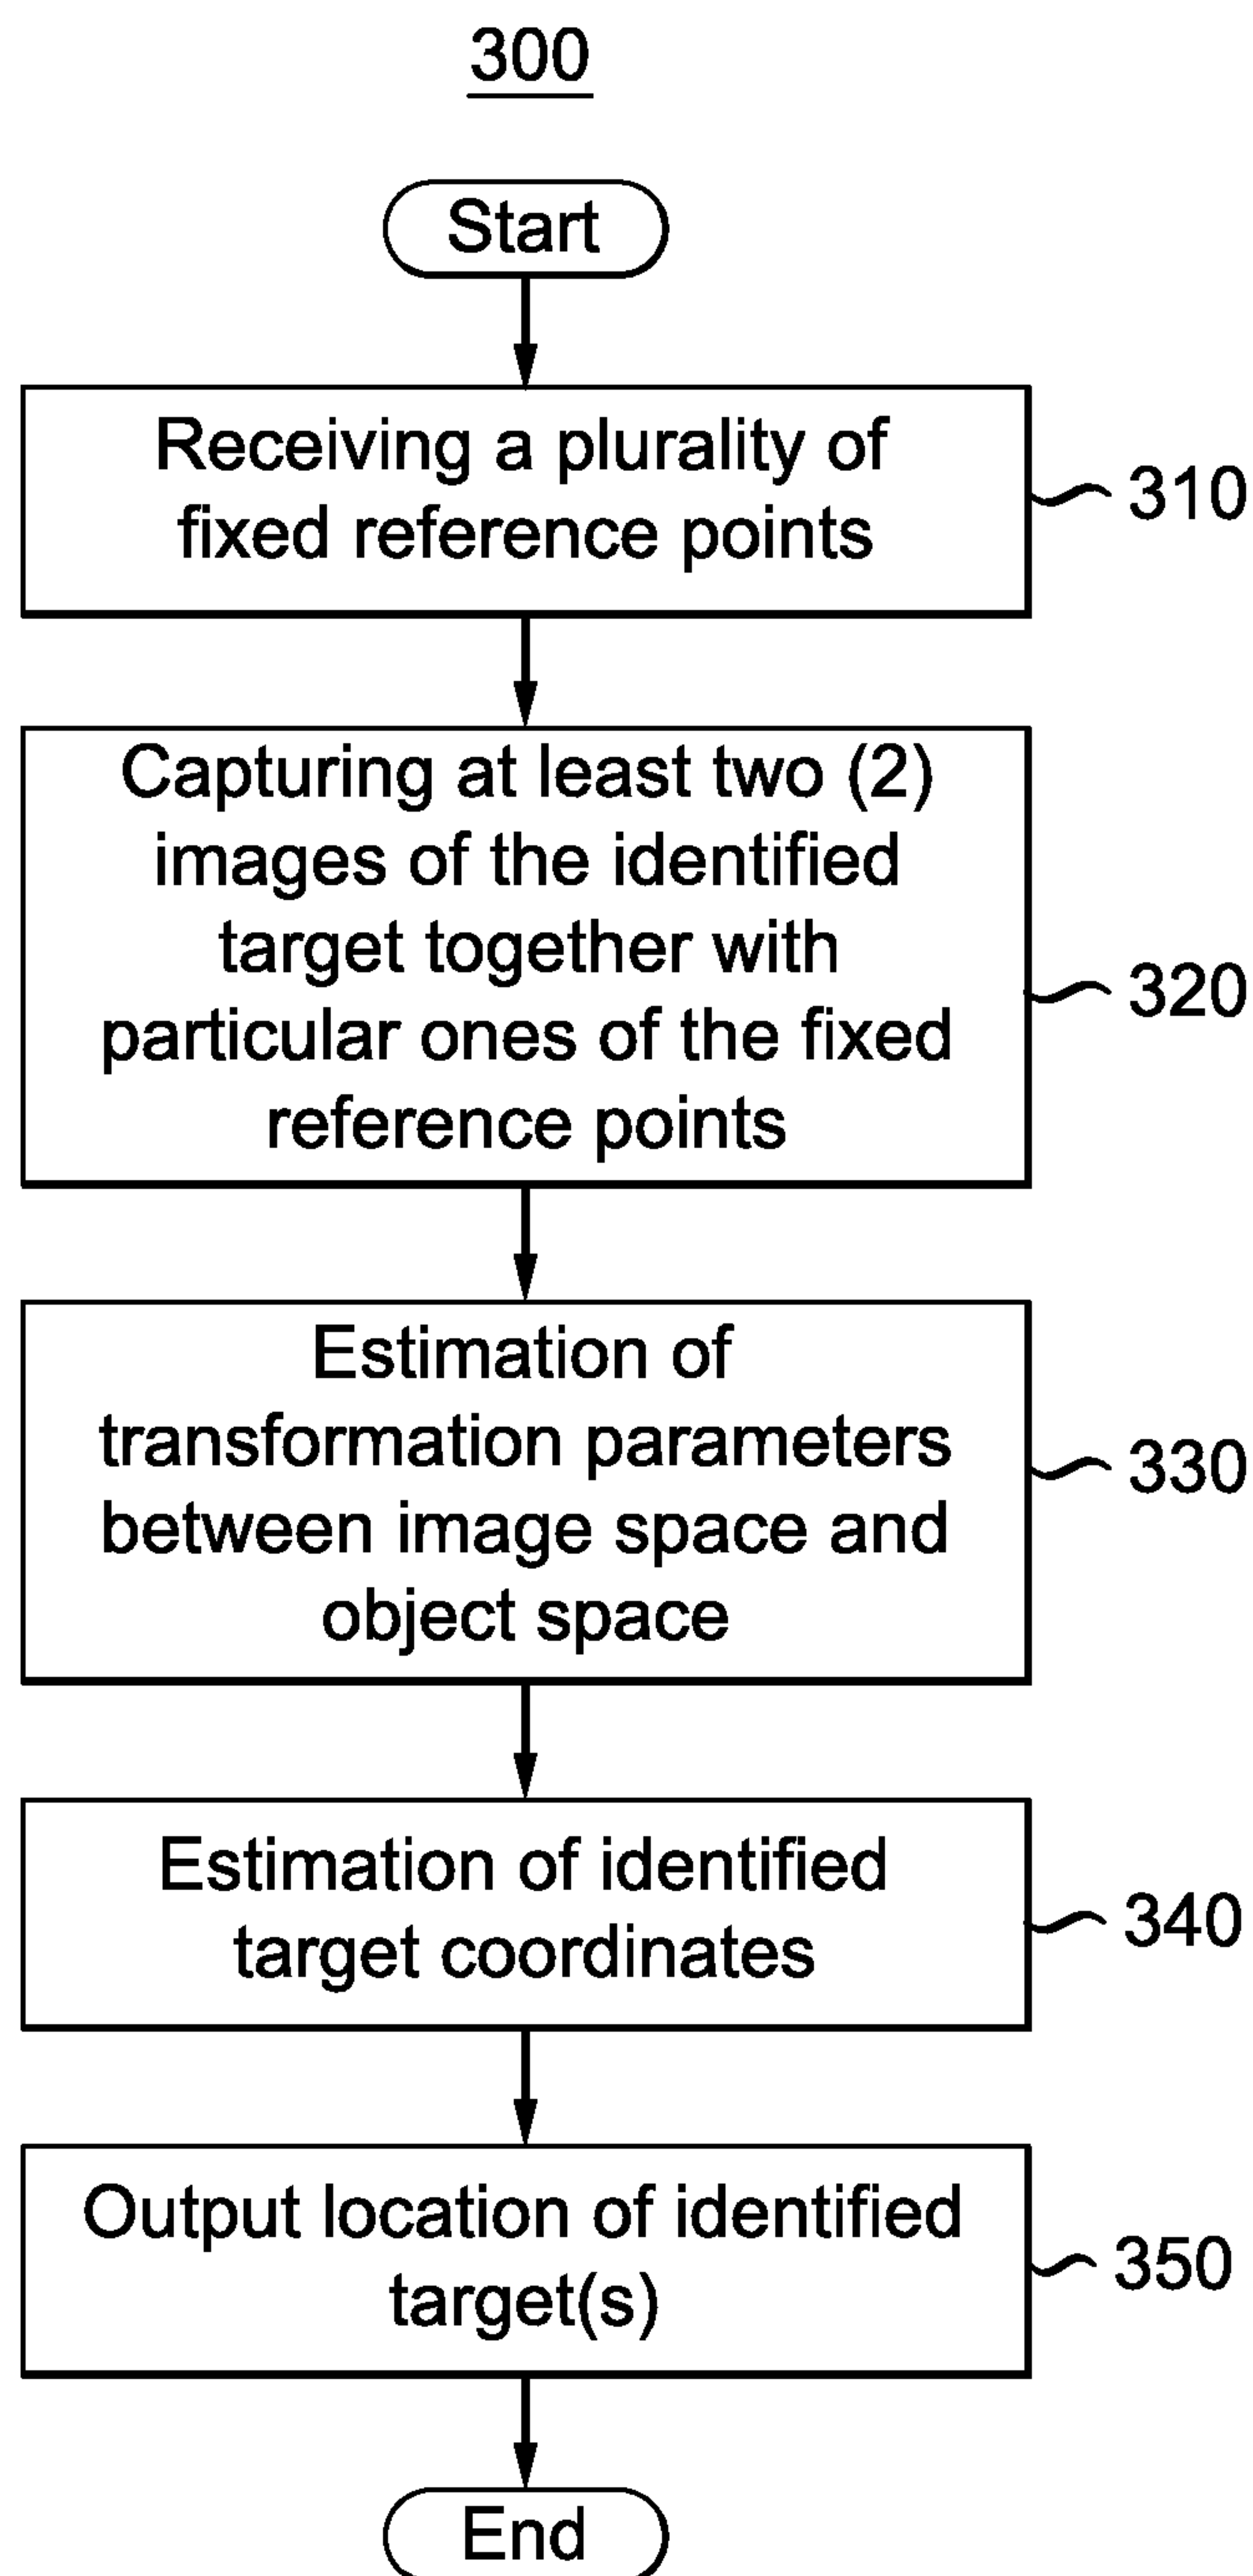 300
Start
Receiving a plurality of
fixed reference points
310
Capturing at least two (2)
images of the identified
target together with
particular ones of the fixed
reference points
320
Estimation of
transformation parameters
between image space and
object space
330
Estimation of identified
target coordinates
340
Output location of identified
target(s)
350
End